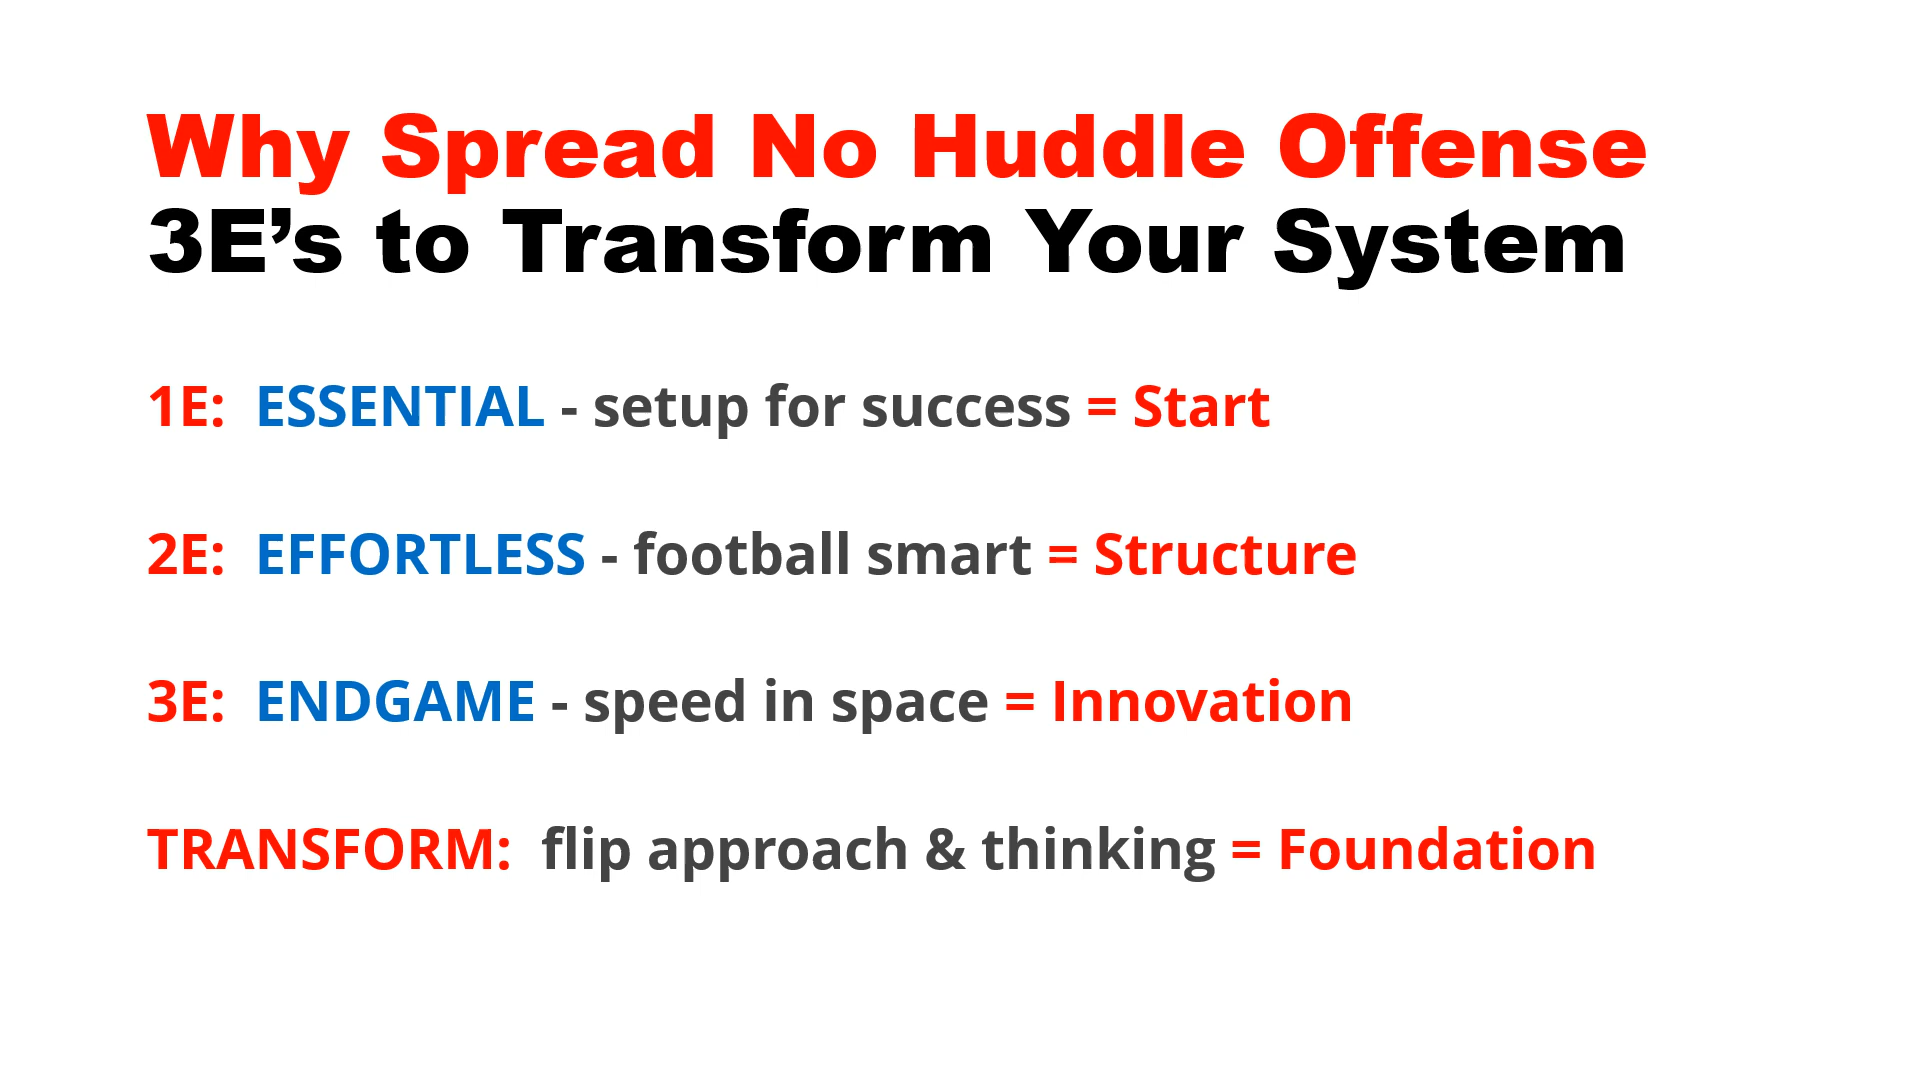 Why Spread No Huddle Offense
3E’s to Transform Your System
1E: ESSENTIAL - setup for success = Start
2E: EFFORTLESS - football smart = Structure
3E: ENDGAME - speed in space = Innovation
TRANSFORM: flip approach & thinking = Foundation